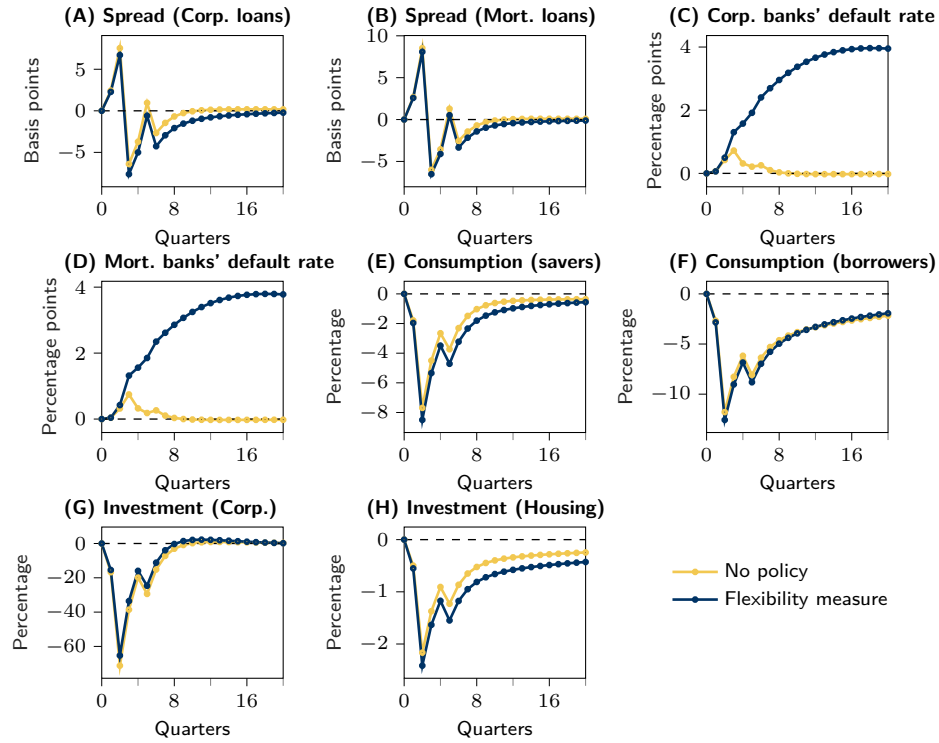 (A) Spread (Corp. loans)
Basis points
5
0
−5
0 8 16
Quarters
(B) Spread (Mort. loans)
Basis points
10
5
0
−5
0 8 16
Quarters
(C) Corp. banks' default rate
Percentage points
4
2
0
0 8 16
Quarters
(D) Mort. banks' default rate
Percentage points
4
2
0
0 8 16
Quarters
(E) Consumption (savers)
Percentage
0
−2
−4
−6
−8
0 8 16
Quarters
(F) Consumption (borrowers)
Percentage
0
−5
−10
0 8 16
Quarters
(G) Investment (Corp.)
Percentage
0
−20
−40
−60
0 8 16
Quarters
(H) Investment (Housing)
Percentage
0
−1
−2
0 8 16
Quarters
No policy
Flexibility measure